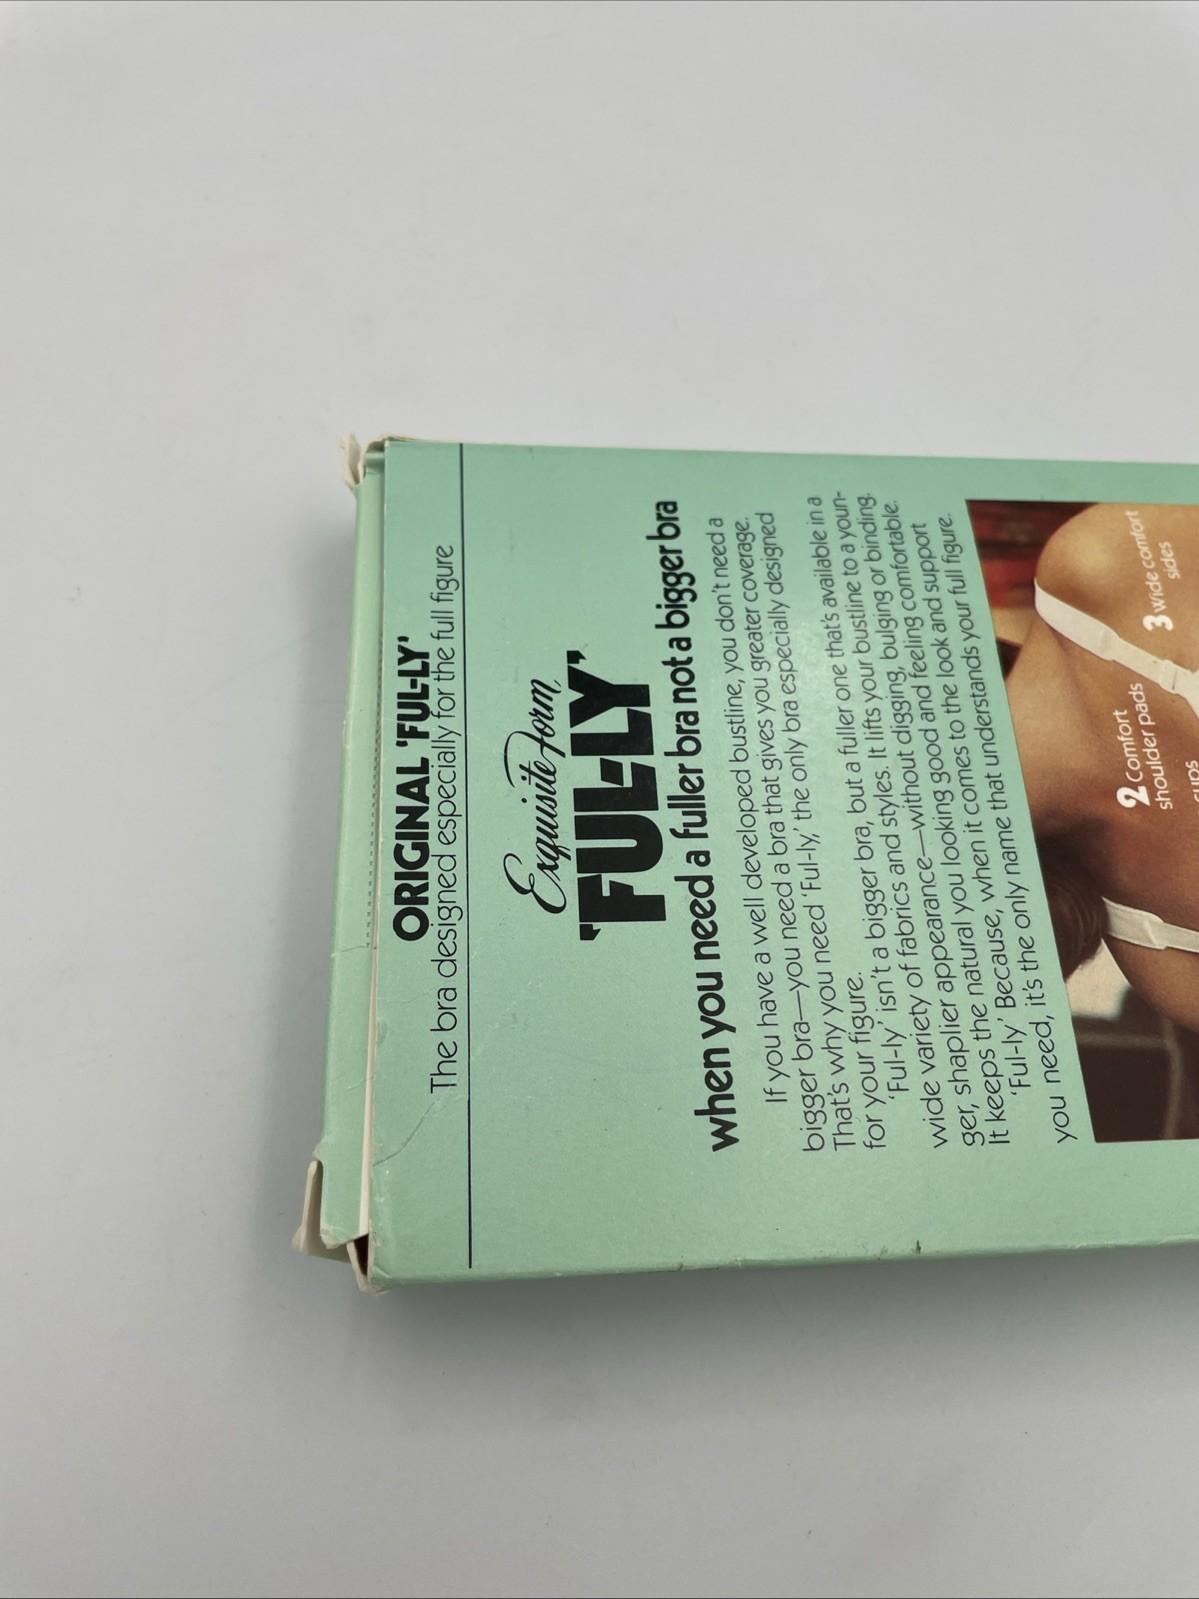 ORIGINAL 'FUL-LY'
The bra designed especially for the full figure
Exquisite form
'FUL-LY'
when you need a fuller bra not a bigger bra
If you have a well developed bustline, you don't need a
bigger bra—you need a bra that gives you greater coverage.
That's why you need 'Ful-ly,' the only bra especially designed
for your figure.
'Ful-ly' isn't a bigger bra, but a fuller one that's available in a
wide variety of fabrics and styles. It lifts your bustline to a youn-
ger, shaplier appearance—without digging, bulging or binding.
It keeps the natural you looking good and feeling comfortable.
'Ful-ly.' Because, when it comes to the look and support
you need, it's the only name that understands your full figure.
2 Comfort
shoulder pads
3 wide comfort
sides
cups